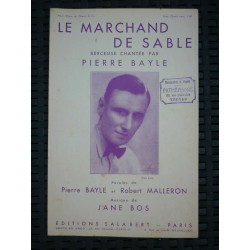 LE MARCHAND
DE SABLE
BERCEUSE CHANTÉE PAR
PIERRE BAYLE
Paroles de
Pierre BAYLE et Robert MALLERON
Musique de
JANE BOS
EDITIONS SALABERT - PARIS